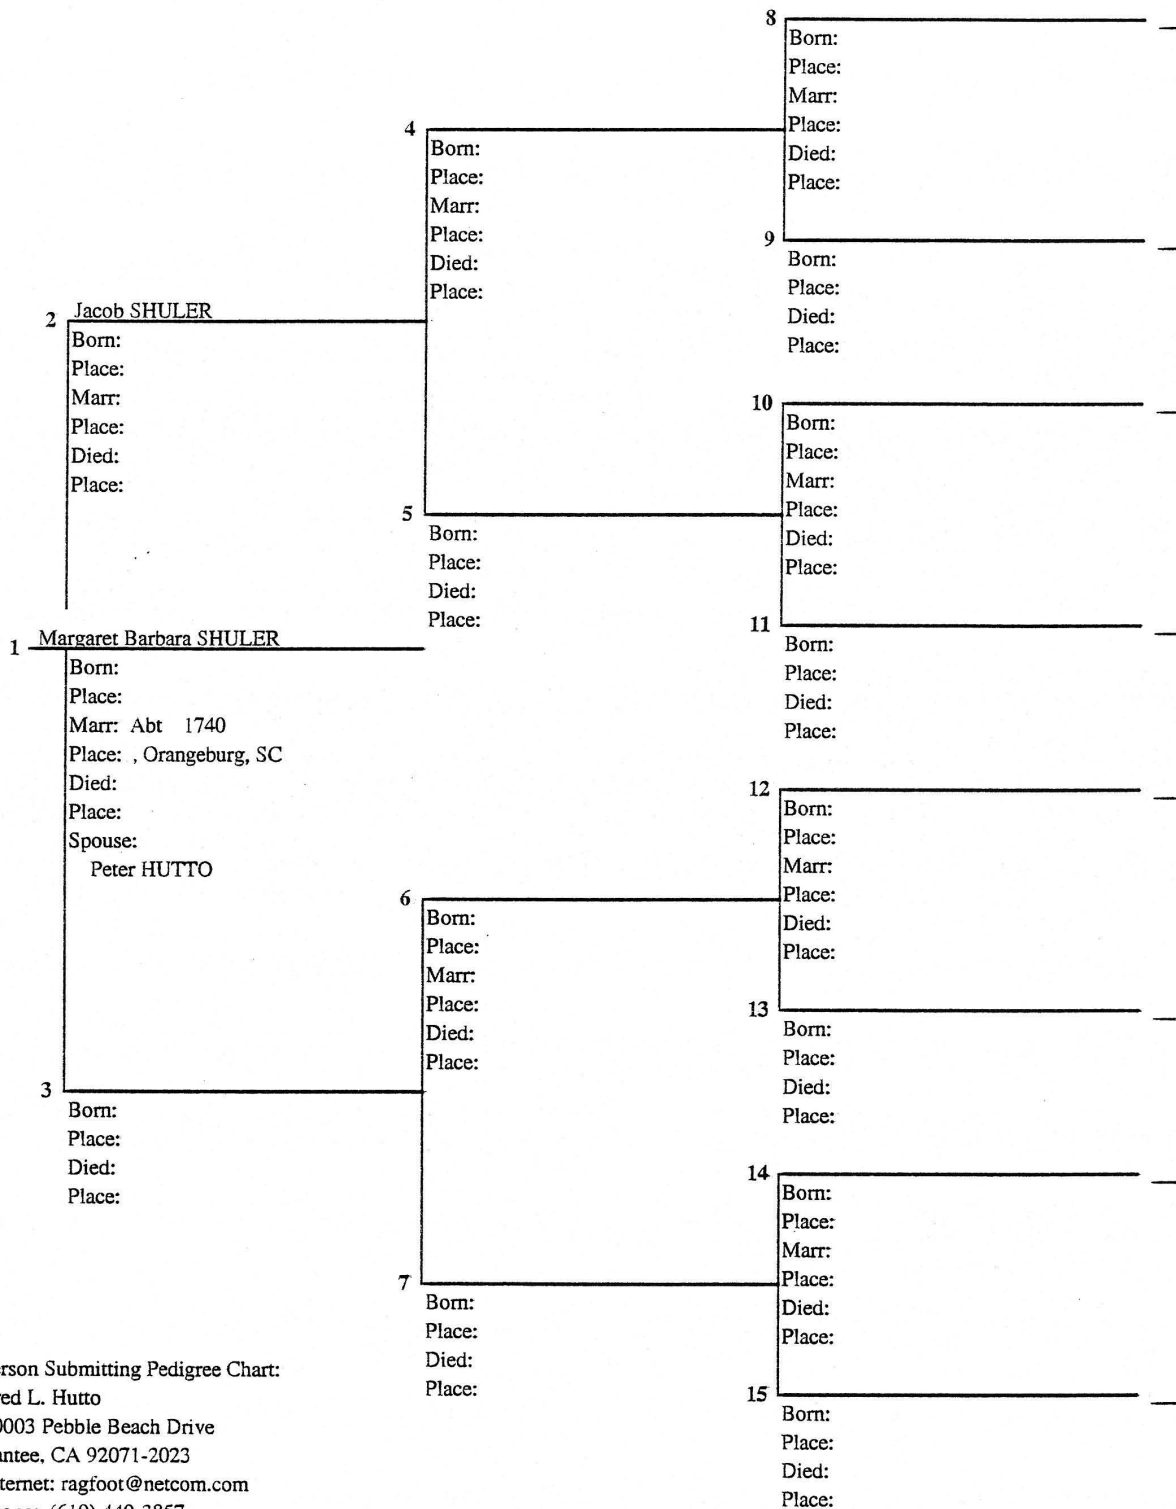 8
Born:
Place:
Marr:
Place:
Died:
Place:
4
Born:
Place:
Marr:
Place:
Died:
Place:
9
Born:
Place:
Died:
Place:
2 Jacob SHULER
Born:
Place:
Marr:
Place:
Died:
Place:
10
Born:
Place:
Marr:
Place:
Died:
Place:
5
Born:
Place:
Died:
Place:
11
Born:
Place:
Died:
Place:
1 Margaret Barbara SHULER
Born:
Place:
Marr: Abt 1740
Place: , Orangeburg, SC
Died:
Place:
Spouse:
Peter HUTTO
12
Born:
Place:
Marr:
Place:
Died:
Place:
6
Born:
Place:
Marr:
Place:
Died:
Place:
13
Born:
Place:
Died:
Place:
3
Born:
Place:
Died:
Place:
14
Born:
Place:
Marr:
Place:
Died:
Place:
7
Born:
Place:
Died:
Place:
15
Born:
Place:
Died:
Place:
erson Submitting Pedigree Chart:
ed L. Hutto
0003 Pebble Beach Drive
antee, CA 92071-2023
ternet: ragfoot@netcom.com